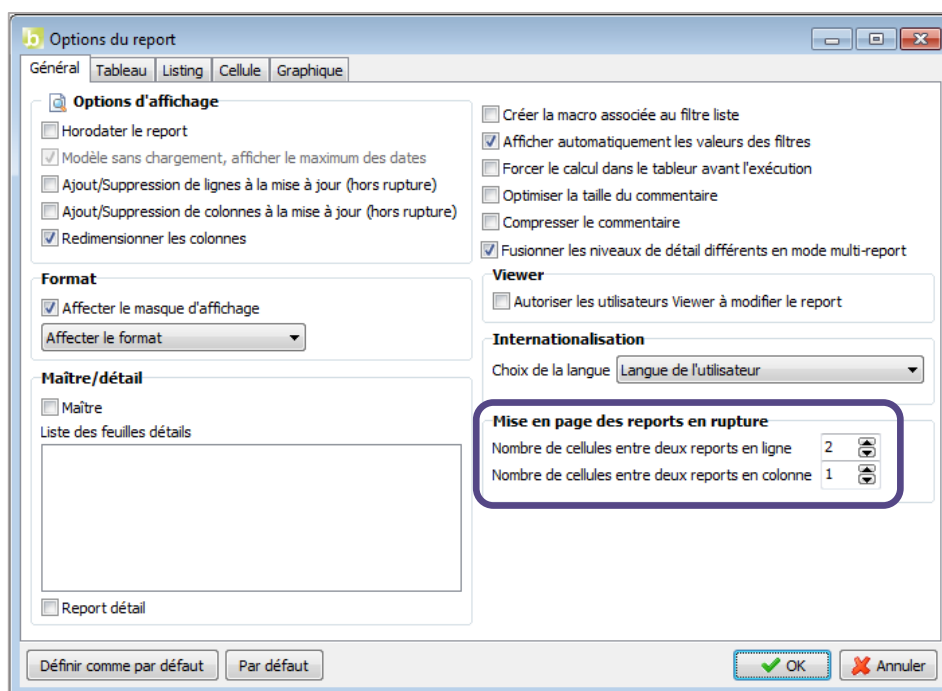 Options du report
Général Tableau Listing Cellule Graphique
Options d'affichage
Horodater le report
Modèle sans chargement, afficher le maximum des dates
Ajout/Suppression de lignes à la mise à jour (hors rupture)
Ajout/Suppression de colonnes à la mise à jour (hors rupture)
Redimensionner les colonnes
Format
Affecter le masque d'affichage
Affecter le format
Maître/détail
Maître
Liste des feuilles détails
Report détail
Créer la macro associée au filtre liste
Afficher automatiquement les valeurs des filtres
Forcer le calcul dans le tableur avant l'exécution
Optimiser la taille du commentaire
Compresser le commentaire
Fusionner les niveaux de détail différents en mode multi-report
Viewer
Autoriser les utilisateurs Viewer à modifier le report
Internationalisation
Choix de la langue Langue de l'utilisateur
Mise en page des reports en rupture
Nombre de cellules entre deux reports en ligne 2
Nombre de cellules entre deux reports en colonne 1
Définir comme par défaut Par défaut OK Annuler